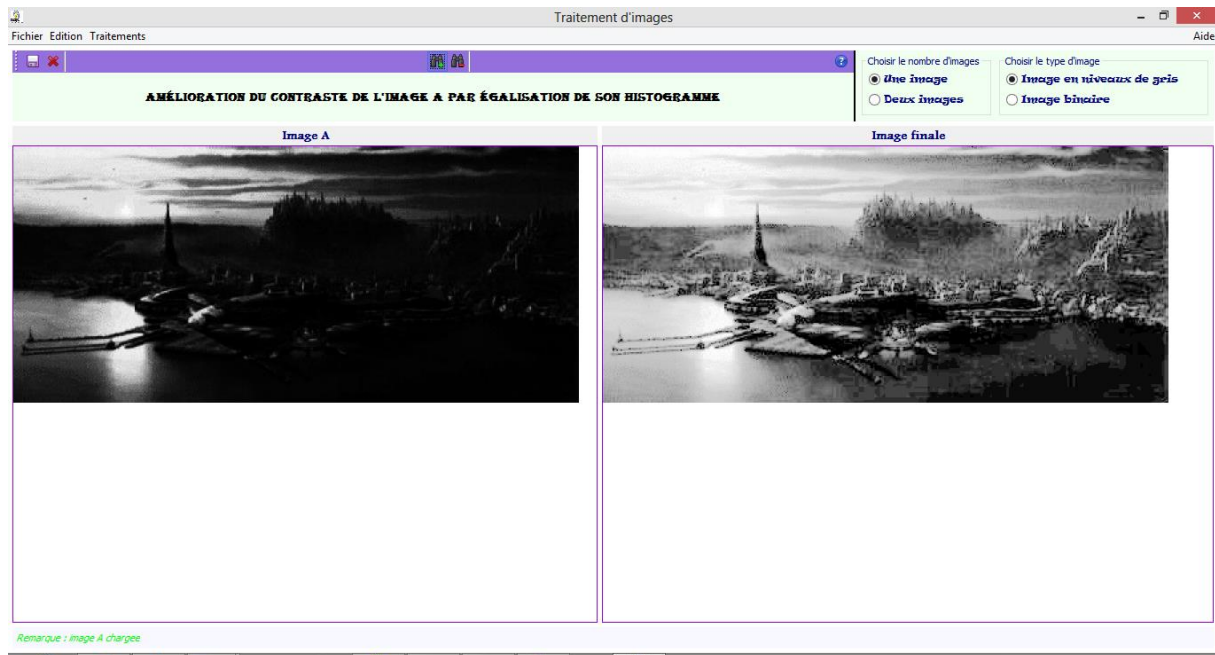 Traitement d'images
Fichier Edition Traitements
Aide
Choisir le nombre d'images
Une image
Deux images
Choisir le type d'image
Image en niveaux de gris
Image binaire
AMÉLIORATION DU CONTRASTE DE L'IMAGE A PAR ÉGALISATION DE SON HISTOGRAMME
Image A
Image finale
Remarque : image A chargee